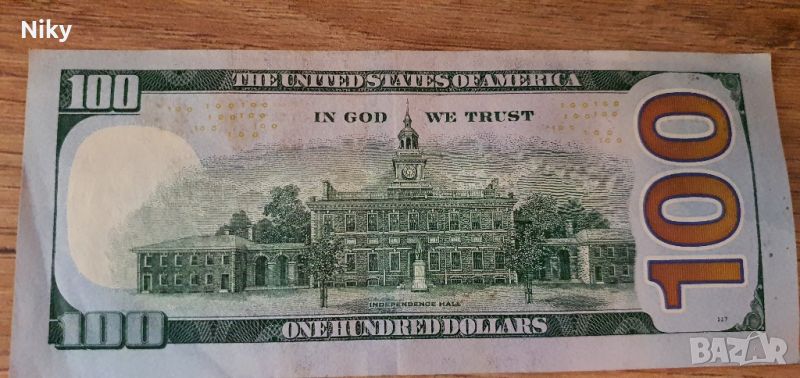 Niky
100
THE UNITED STATES OF AMERICA
IN GOD WE TRUST
100
INDEPENDENCE HALL
100
ONE HUNDRED DOLLARS
BAZAR